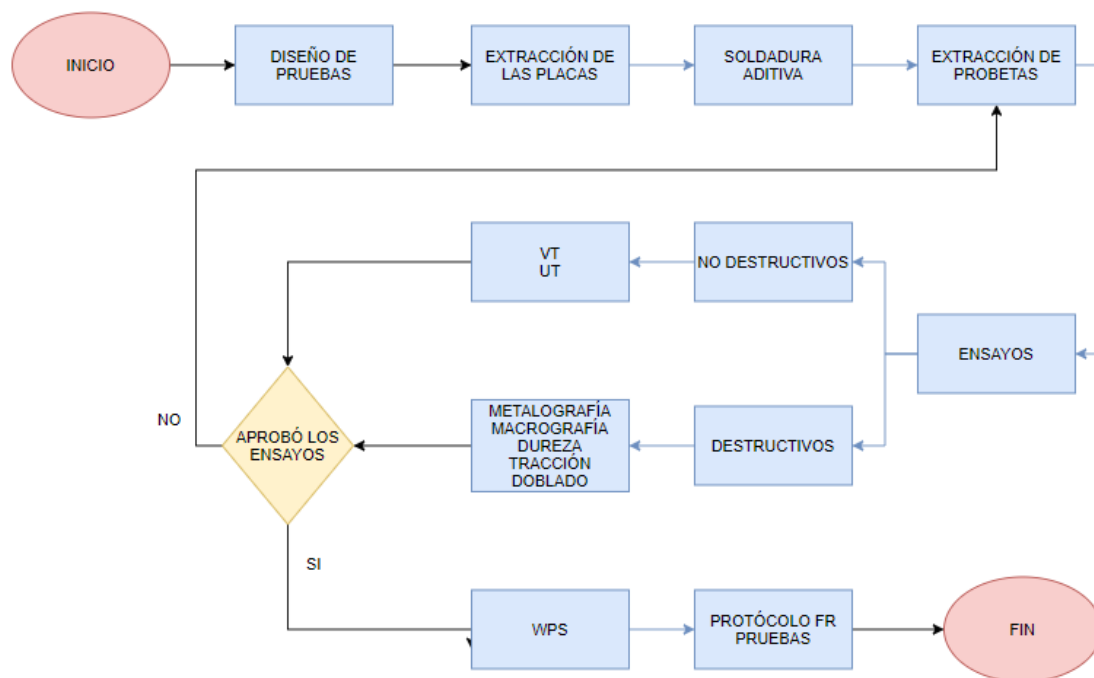 INICIO
DISEÑO DE
PRUEBAS
EXTRACCIÓN DE
LAS PLACAS
SOLDADURA
ADITIVA
EXTRACCIÓN DE
PROBETAS
VT
UT
NO DESTRUCTIVOS
ENSAYOS
NO
APROBÓ LOS
ENSAYOS
METALOGRAFÍA
MACROGRAFÍA
DUREZA
TRACCIÓN
DOBLADO
DESTRUCTIVOS
SI
WPS
PROTÓCOLO FR
PRUEBAS
FIN